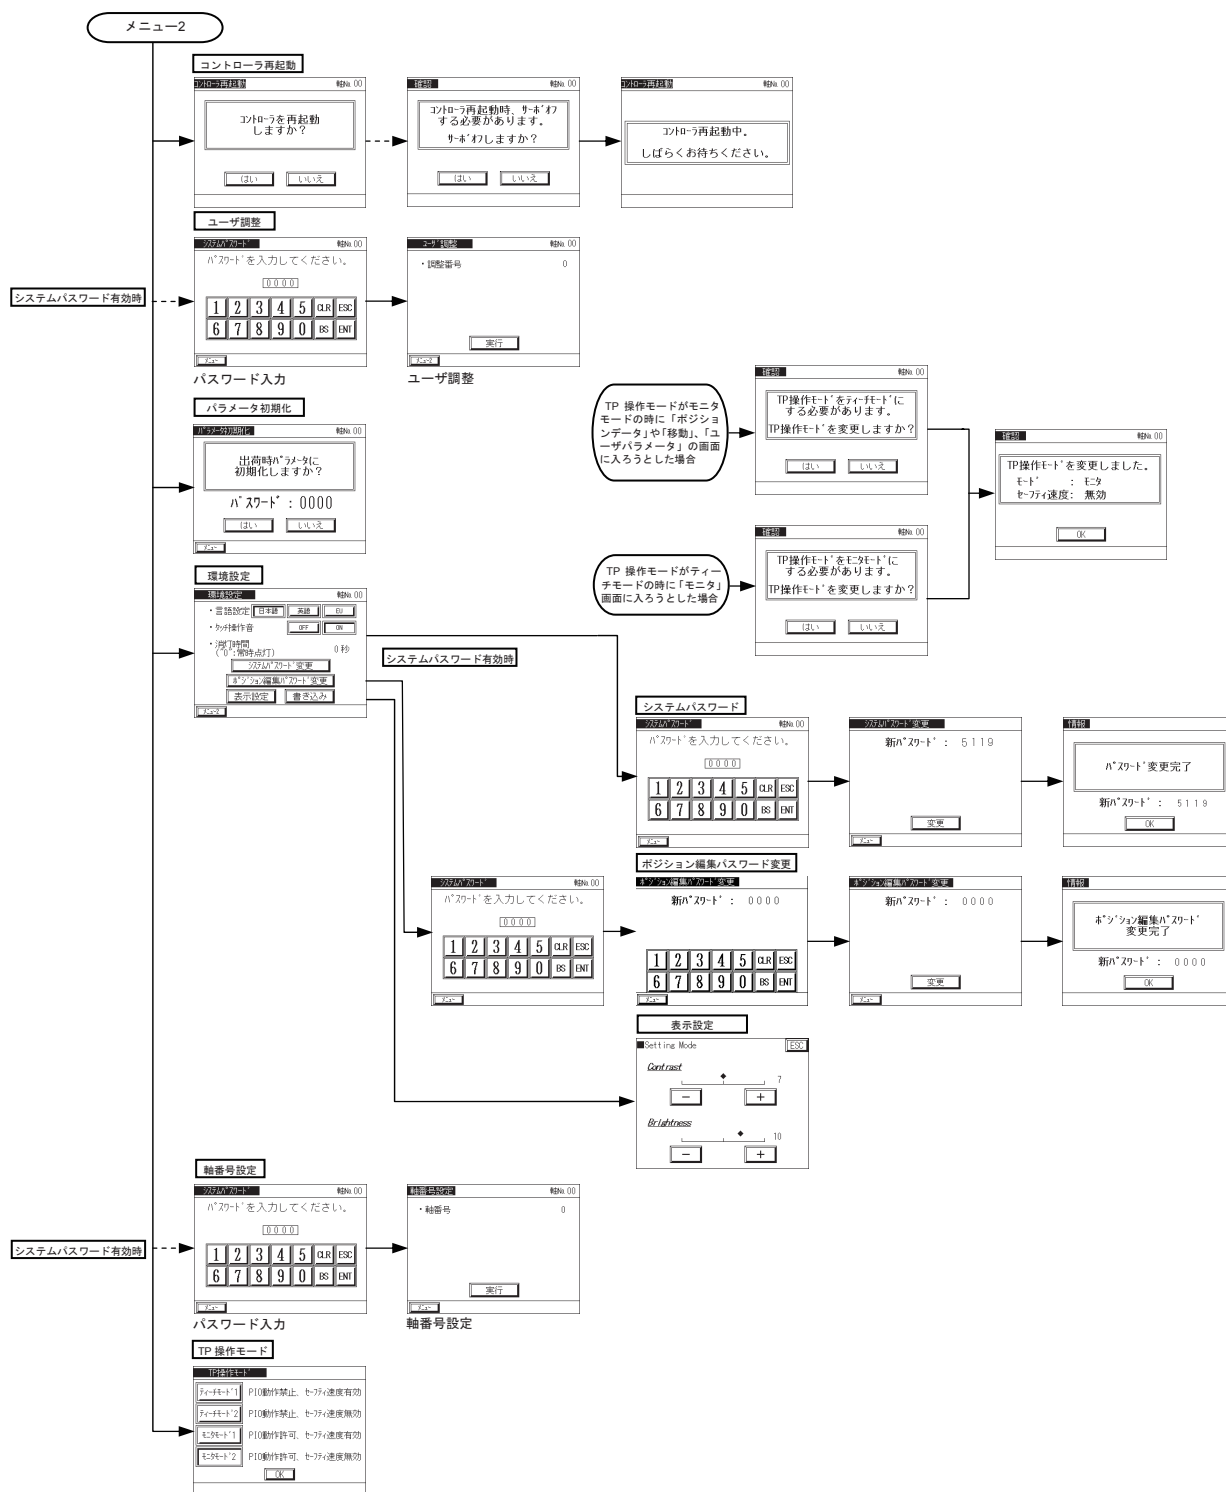 メニュー2
コントローラ再起動
コントローラ再起動 軸No.00
コントローラを再起動
しますか？
はい いいえ
確認 軸No.00
コントローラ再起動時、サーボオフ
する必要があります。
サーボオフしますか？
はい いいえ
コントローラ再起動 軸No.00
コントローラ再起動中。
しばらくお待ちください。
ユーザ調整
システムパスワード有効時
システムパスワード 軸No.00
パスワードを入力してください。
0000
1 2 3 4 5 CLR ESC
6 7 8 9 0 BS ENT
メニュー
パスワード入力
ユーザ調整 軸No.00
・調整番号 0
実行
メニュー2
ユーザ調整
パラメータ初期化
パラメータ初期化 軸No.00
出荷時パラメータに
初期化しますか？
パスワード：0000
はい いいえ
メニュー
TP 操作モードがモニタ
モードの時に「ポジショ
ンデータ」や「移動」、「ユ
ーザパラメータ」の画面
に入ろうとした場合
確認 軸No.00
TP操作モードをティーチモードに
する必要があります。
TP操作モードを変更しますか？
はい いいえ
確認 軸No.00
TP操作モードを変更しました。
モード ： モニタ
セーフティ速度： 無効
OK
TP 操作モードがティー
チモードの時に「モニタ」
画面に入ろうとした場合
確認 軸No.00
TP操作モードをモニタモードに
する必要があります。
TP操作モードを変更しますか？
はい いいえ
環境設定
環境設定 軸No.00
・言語設定 日本語 英語 EU
・タッチ操作音 OFF ON
・消灯時間 0 秒
("0":常時点灯)
システムパスワード変更
ポジション編集パスワード変更
表示設定 書き込み
メニュー2
システムパスワード有効時
システムパスワード
システムパスワード 軸No.00
パスワードを入力してください。
0000
1 2 3 4 5 CLR ESC
6 7 8 9 0 BS ENT
メニュー
システムパスワード変更
新パスワード： 5119
変更
メニュー
情報
パスワード変更完了
新パスワード： 5119
OK
ポジション編集パスワード変更
システムパスワード 軸No.00
パスワードを入力してください。
0000
1 2 3 4 5 CLR ESC
6 7 8 9 0 BS ENT
メニュー
ポジション編集パスワード変更
新パスワード： 0000
1 2 3 4 5 CLR ESC
6 7 8 9 0 BS ENT
メニュー
ポジション編集パスワード変更
新パスワード： 0000
変更
メニュー
情報
ポジション編集パスワード
変更完了
新パスワード： 0000
OK
表示設定
■Setting Mode ESC
Contrast
7
− +
Brightness
10
− +
軸番号設定
システムパスワード有効時
システムパスワード 軸No.00
パスワードを入力してください。
0000
1 2 3 4 5 CLR ESC
6 7 8 9 0 BS ENT
メニュー
パスワード入力
軸番号設定 軸No.00
・軸番号 0
実行
メニュー
軸番号設定
TP 操作モード
TP操作モード
ティーチモード1 PIO動作禁止、セーフティ速度有効
ティーチモード2 PIO動作禁止、セーフティ速度無効
モニタモード1 PIO動作許可、セーフティ速度有効
モニタモード2 PIO動作許可、セーフティ速度無効
OK